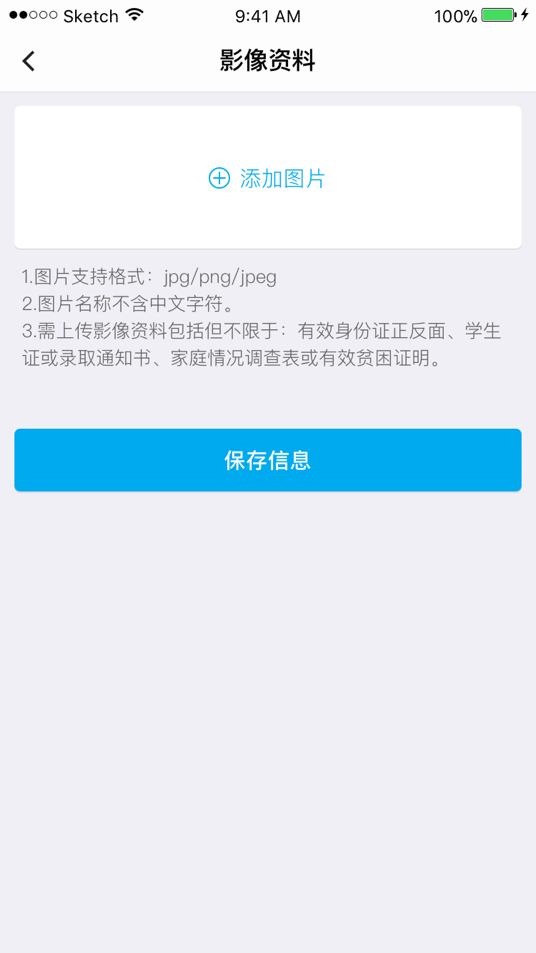 Sketch 9:41 AM 100%
影像资料
添加图片
1.图片支持格式：jpg/png/jpeg
2.图片名称不含中文字符。
3.需上传影像资料包括但不限于：有效身份证正反面、学生
证或录取通知书、家庭情况调查表或有效贫困证明。
保存信息